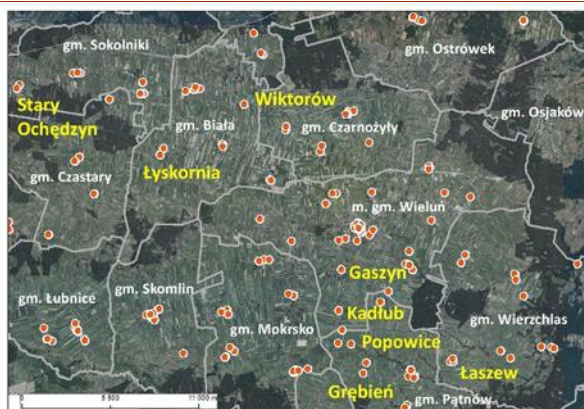 gm. Sokolniki
gm. Ostrówek
Stary
Ochędzyn
Wiktorów
gm. Osjaków
gm. Biała
gm. Czarnożyły
gm. Czastary
Łyskornia
m. gm. Wieluń
Gaszyn
gm. Skomlin
gm. Łubnice
Kadłub
gm. Wierzchlas
gm. Mokrsko
Popowice
Łaszew
Grębień
gm. Pątnów
0 5 500 11 000